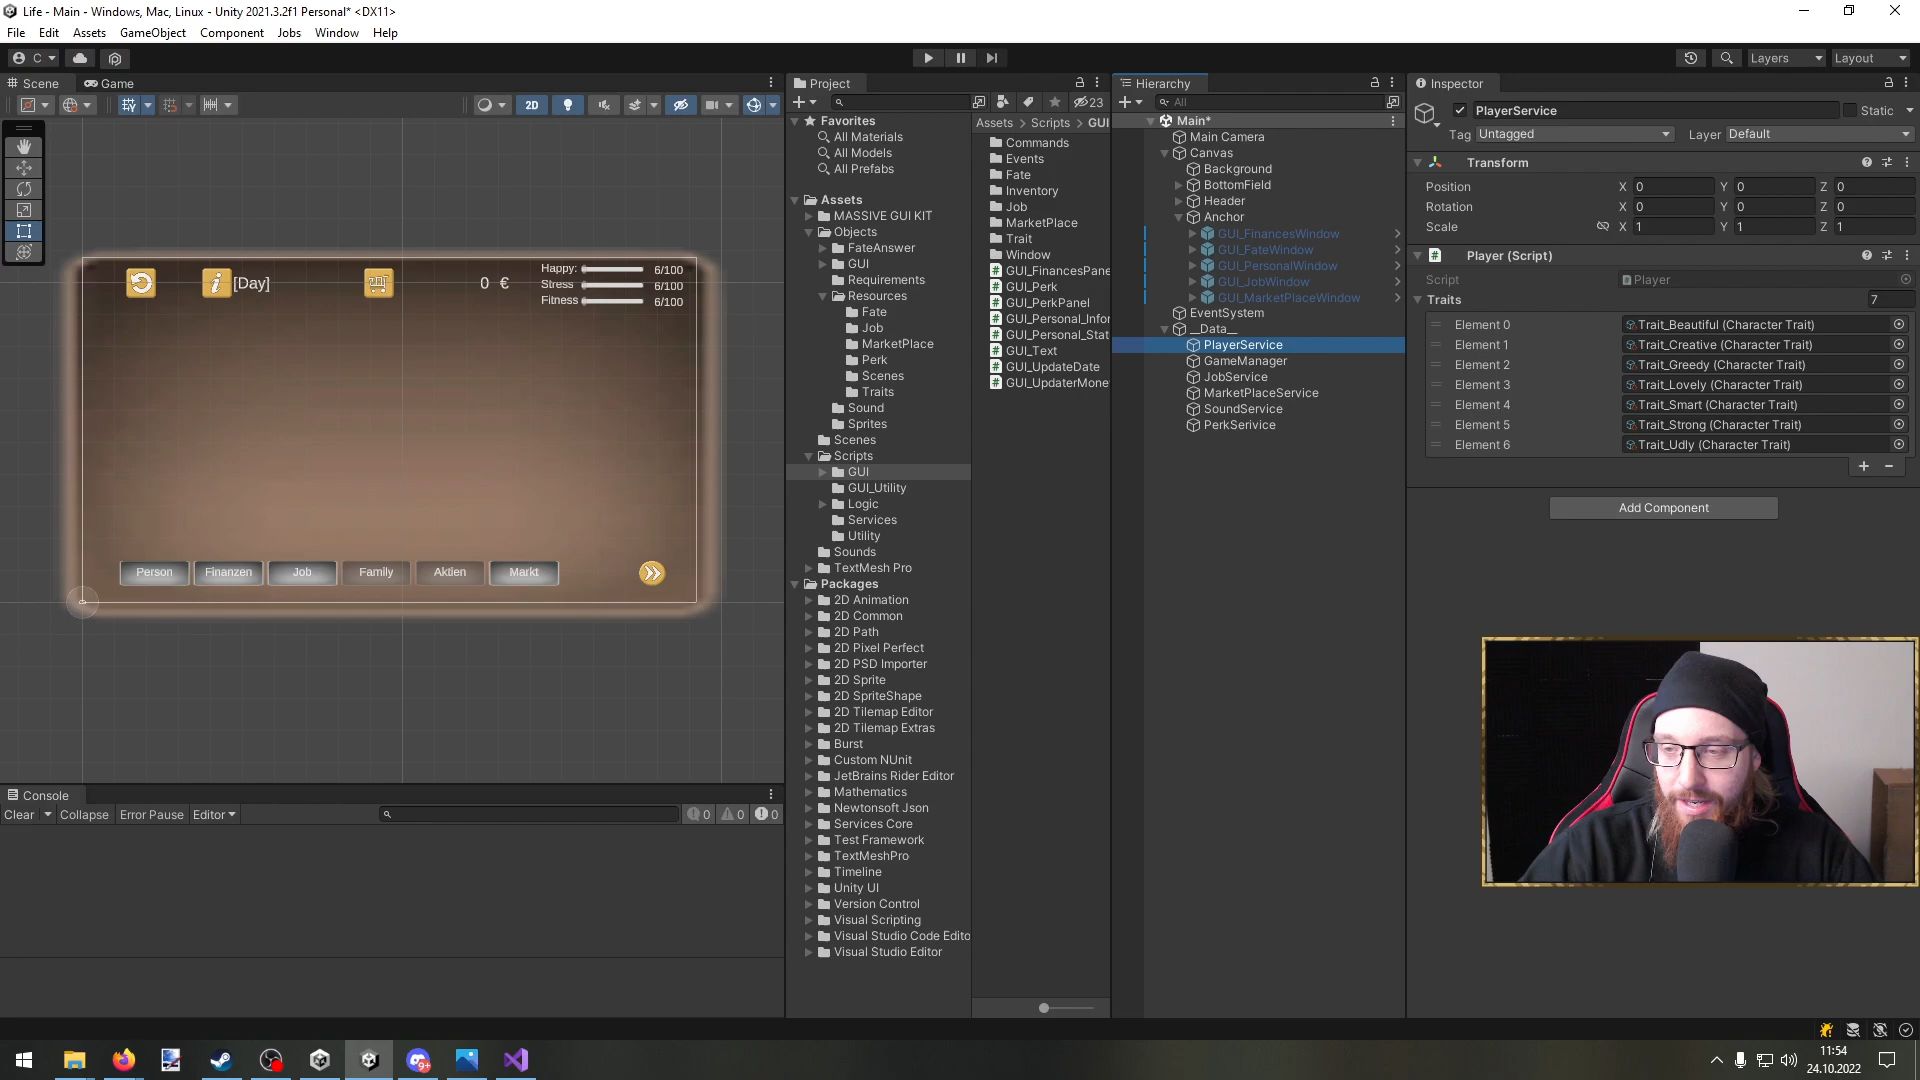 Life - Main - Windows, Mac, Linux - Unity 2021.3.2f1 Personal* <DX11>
File Edit Assets GameObject Component Jobs Window Help
C
Layers
Layout
Scene
Game
2D
[Day]
0 €
Happy: 6/100
Stress 6/100
Fitness 6/100
Person
Finanzen
Job
Family
Aktien
Markt
Console
Clear
Collapse
Error Pause
Editor
0
0
0
Project
23
Favorites
All Materials
All Models
All Prefabs
Assets
MASSIVE GUI KIT
Objects
FateAnswer
GUI
Requirements
Resources
Fate
Job
MarketPlace
Perk
Scenes
Traits
Sound
Sprites
Scenes
Scripts
GUI
GUI_Utility
Logic
Services
Utility
Sounds
TextMesh Pro
Packages
2D Animation
2D Common
2D Path
2D Pixel Perfect
2D PSD Importer
2D Sprite
2D SpriteShape
2D Tilemap Editor
2D Tilemap Extras
Burst
Custom NUnit
JetBrains Rider Editor
Mathematics
Newtonsoft Json
Services Core
Test Framework
TextMeshPro
Timeline
Unity UI
Version Control
Visual Scripting
Visual Studio Code Edito
Visual Studio Editor
Assets > Scripts > GUI
Commands
Events
Fate
Inventory
Job
MarketPlace
Trait
Window
GUI_FinancesPane
GUI_Perk
GUI_PerkPanel
GUI_Personal_Infor
GUI_Personal_Stat
GUI_Text
GUI_UpdateDate
GUI_UpdaterMone
Hierarchy
All
Main*
Main Camera
Canvas
Background
BottomField
Header
Anchor
GUI_FinancesWindow
GUI_FateWindow
GUI_PersonalWindow
GUI_JobWindow
GUI_MarketPlaceWindow
EventSystem
__Data__
PlayerService
GameManager
JobService
MarketPlaceService
SoundService
PerkSerivice
Inspector
PlayerService
Static
Tag Untagged
Layer Default
Transform
Position X 0 Y 0 Z 0
Rotation X 0 Y 0 Z 0
Scale X 1 Y 1 Z 1
Player (Script)
Script Player
Traits 7
Element 0 Trait_Beautiful (Character Trait)
Element 1 Trait_Creative (Character Trait)
Element 2 Trait_Greedy (Character Trait)
Element 3 Trait_Lovely (Character Trait)
Element 4 Trait_Smart (Character Trait)
Element 5 Trait_Strong (Character Trait)
Element 6 Trait_Udly (Character Trait)
Add Component
9+
11:54
24.10.2022